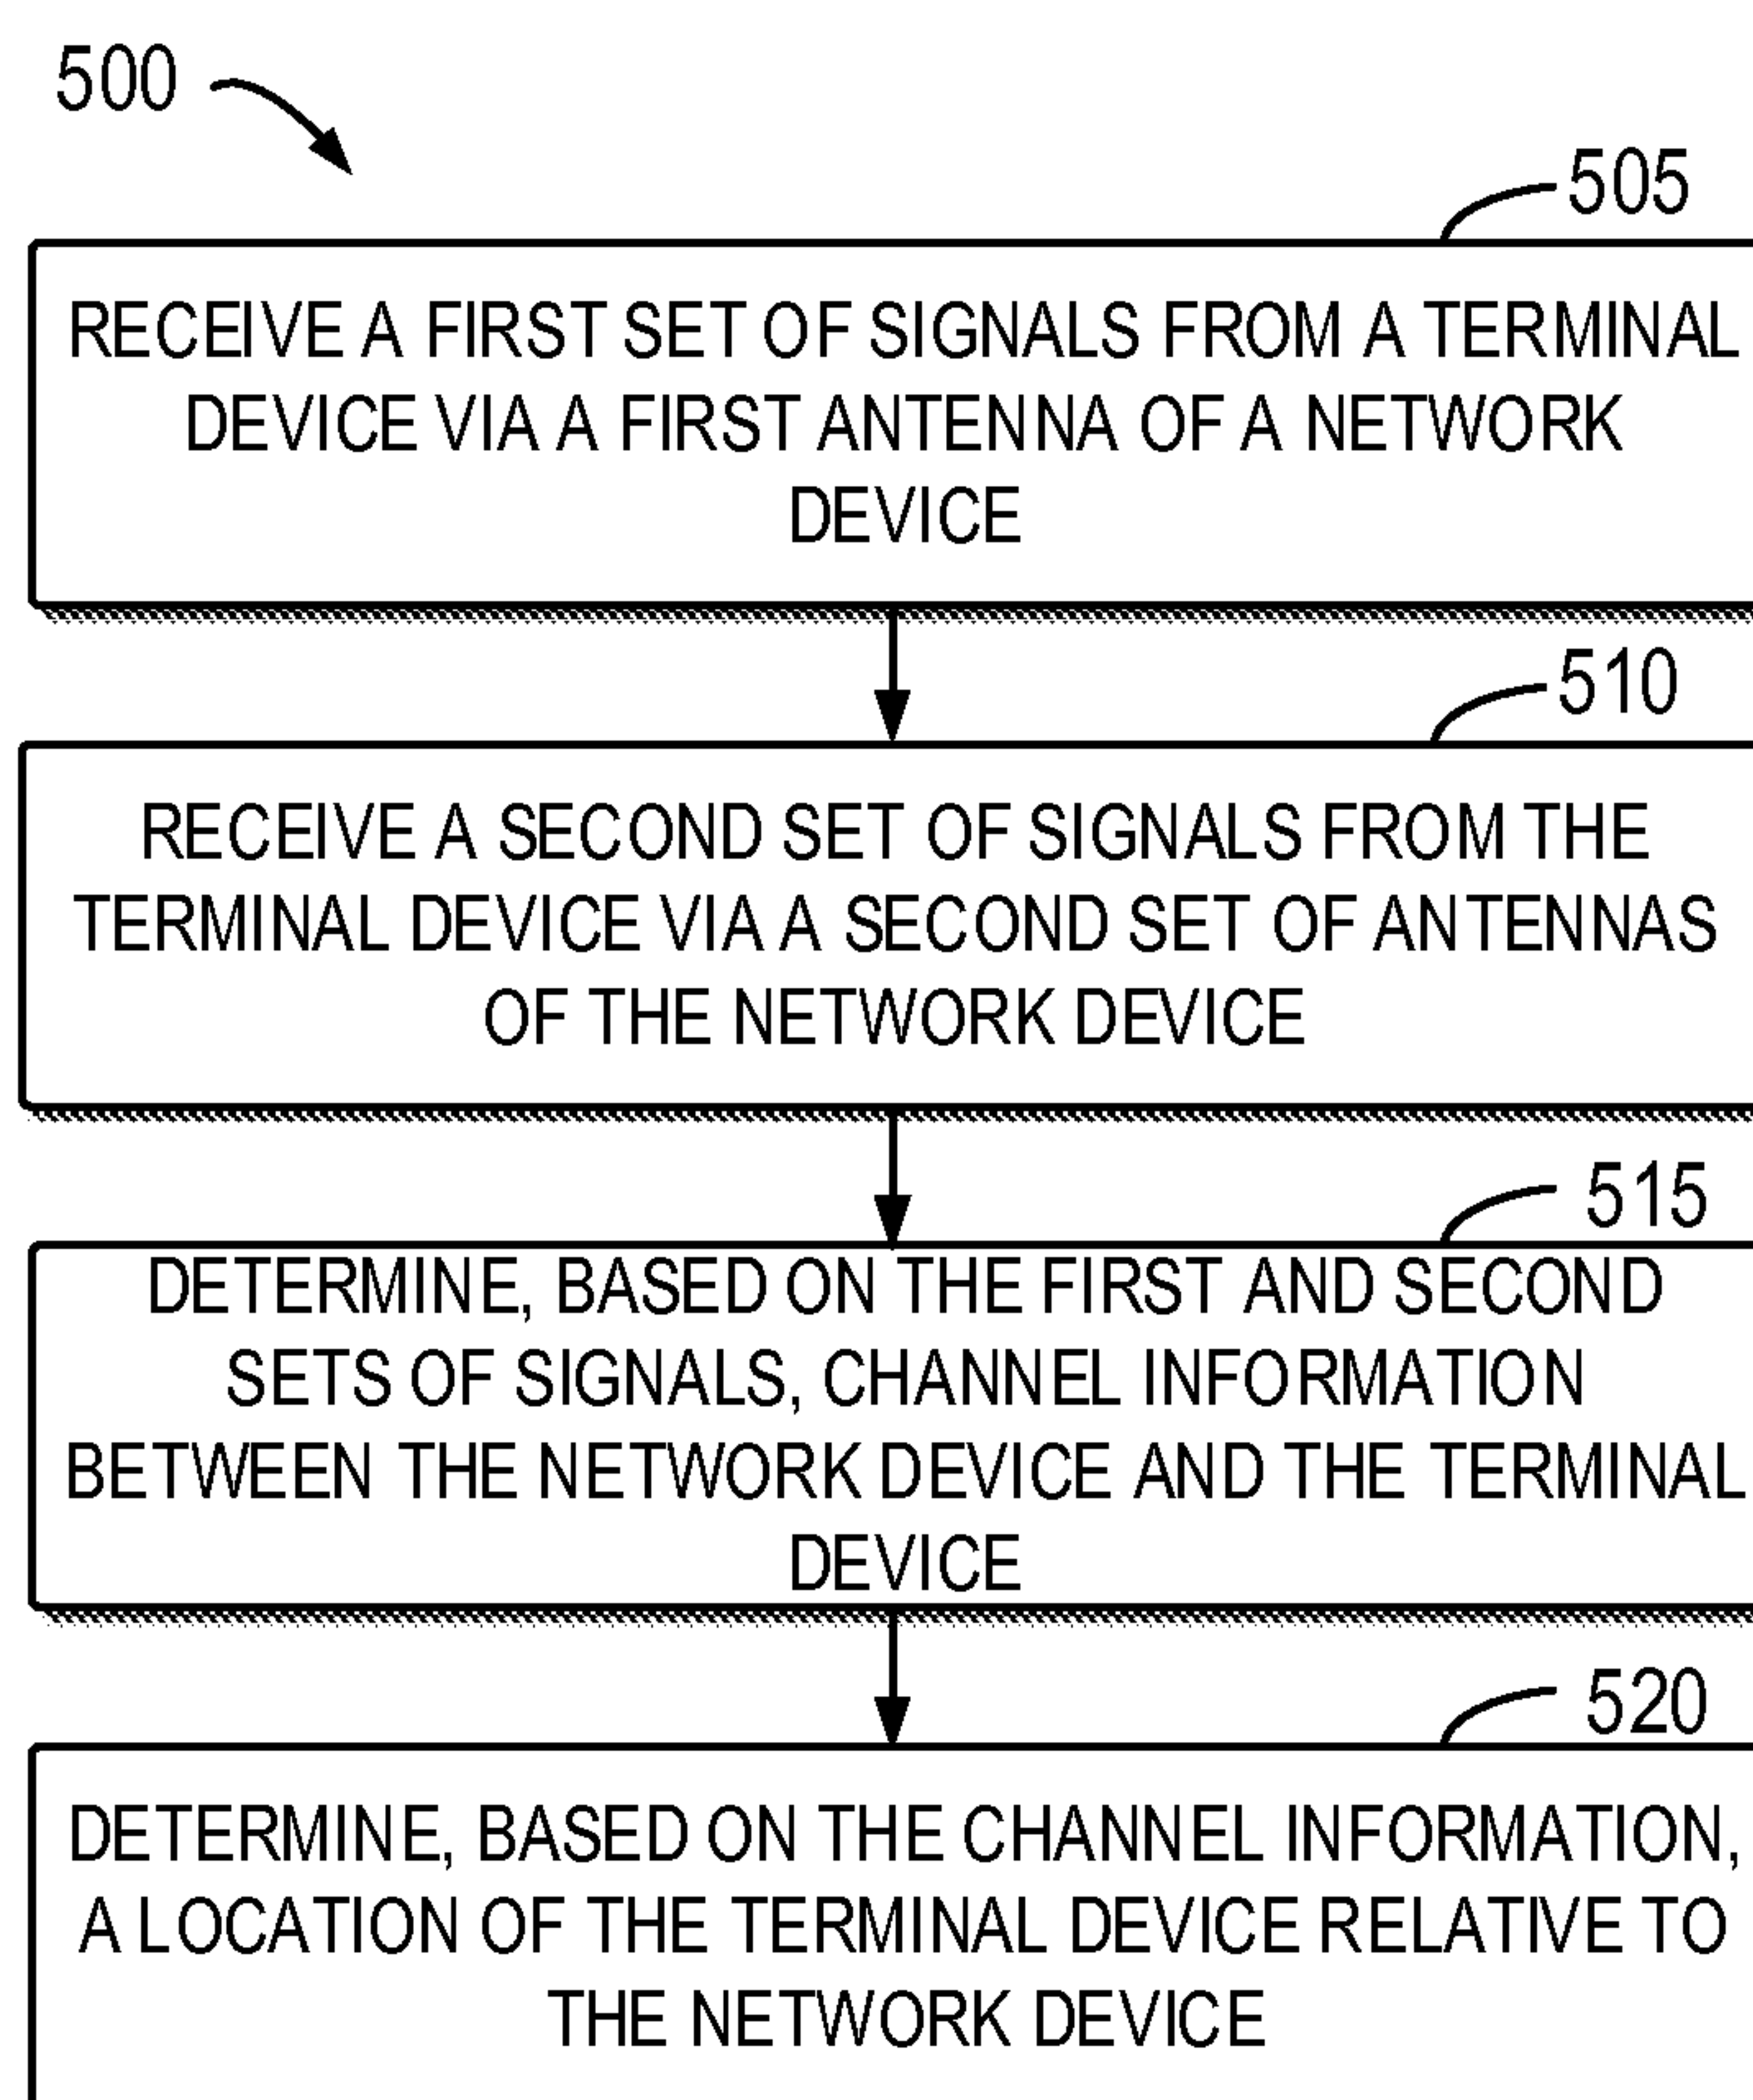 500
505
RECEIVE A FIRST SET OF SIGNALS FROM A TERMINAL
DEVICE VIA A FIRST ANTENNA OF A NETWORK
DEVICE
510
RECEIVE A SECOND SET OF SIGNALS FROM THE
TERMINAL DEVICE VIA A SECOND SET OF ANTENNAS
OF THE NETWORK DEVICE
515
DETERMINE, BASED ON THE FIRST AND SECOND
SETS OF SIGNALS, CHANNEL INFORMATION
BETWEEN THE NETWORK DEVICE AND THE TERMINAL
DEVICE
520
DETERMINE, BASED ON THE CHANNEL INFORMATION,
A LOCATION OF THE TERMINAL DEVICE RELATIVE TO
THE NETWORK DEVICE